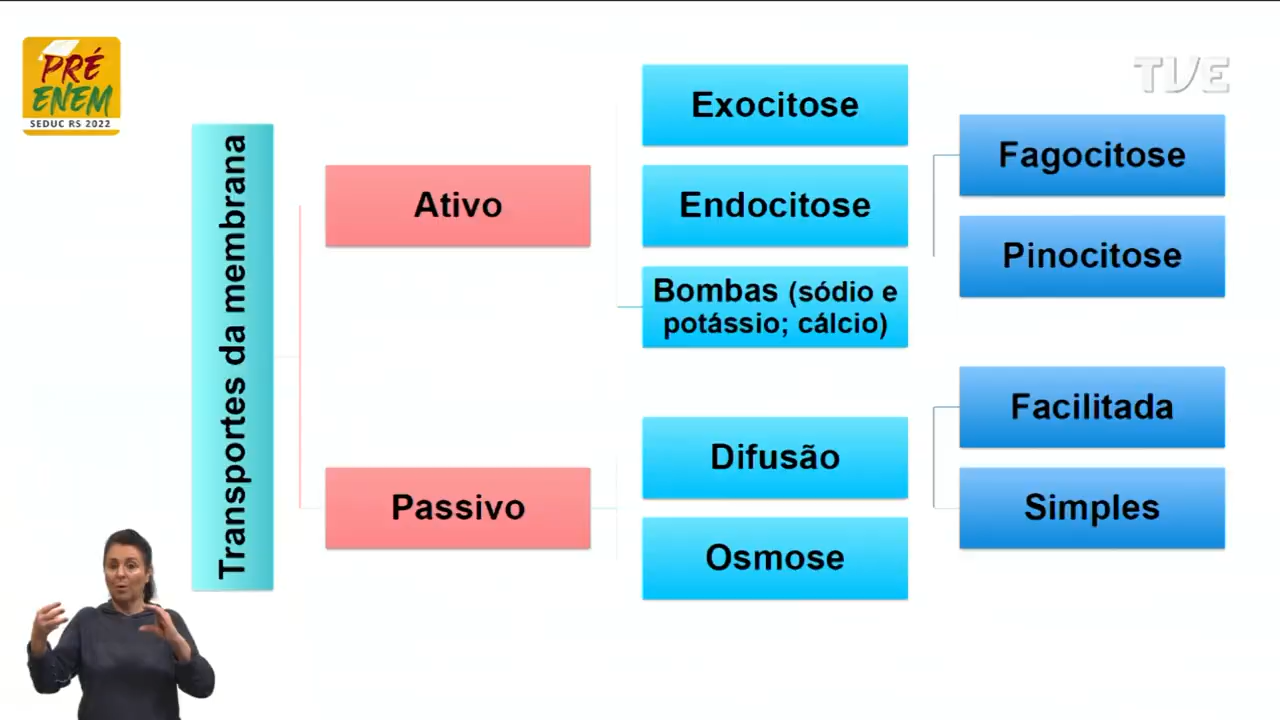 PRÉ
ENEM
SEDUC RS 2022
TVE
Transportes da membrana
Ativo
Exocitose
Endocitose
Bombas (sódio e
potássio; cálcio)
Fagocitose
Pinocitose
Passivo
Difusão
Osmose
Facilitada
Simples